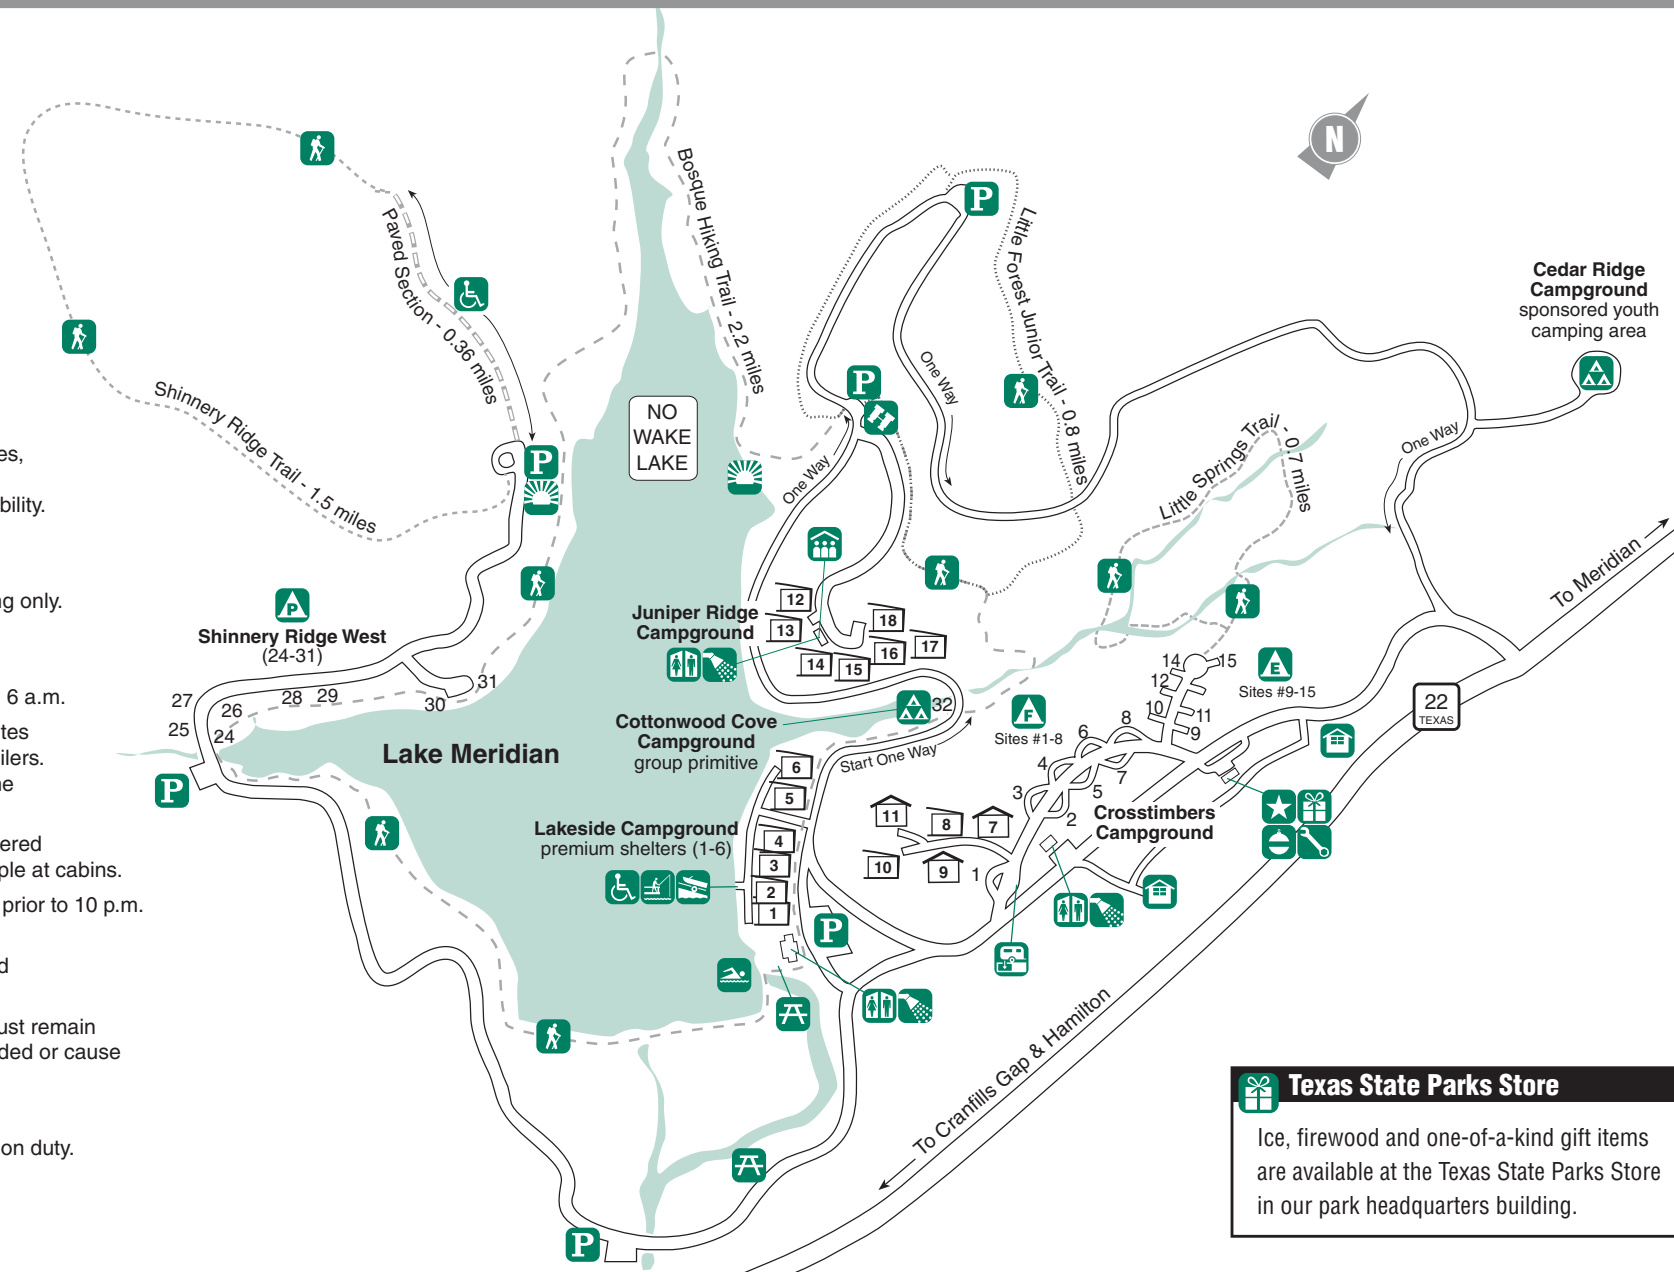 es,
bility.
ng only.
6 a.m.
tes
ilers.
ne
ered
ple at cabins.
prior to 10 p.m.
d
ust remain
ded or cause
on duty.
N
Bosque Hiking Trail - 2.2 miles
Paved Section - 0.36 miles
Shinnery Ridge Trail - 1.5 miles
Little Forest Junior Trail - 0.8 miles
Little Springs Trail - 0.7 miles
NO
WAKE
LAKE
P
P
P
P
P
P
One Way
One Way
One Way
Start One Way
Cedar Ridge
Campground
sponsored youth
camping area
To Meridian
22
TEXAS
P
Shinnery Ridge West
(24-31)
27
25
26
24
28
29
30
31
Lake Meridian
Juniper Ridge
Campground
12
13
14
15
16
17
18
Cottonwood Cove
Campground
group primitive
32
F
Sites #1-8
E
Sites #9-15
14
15
12
10
11
9
8
6
7
4
5
3
2
1
Crosstimbers
Campground
11
8
7
10
9
Lakeside Campground
premium shelters (1-6)
6
5
4
3
2
1
To Cranfills Gap & Hamilton
Texas State Parks Store
Ice, firewood and one-of-a-kind gift items
are available at the Texas State Parks Store
in our park headquarters building.